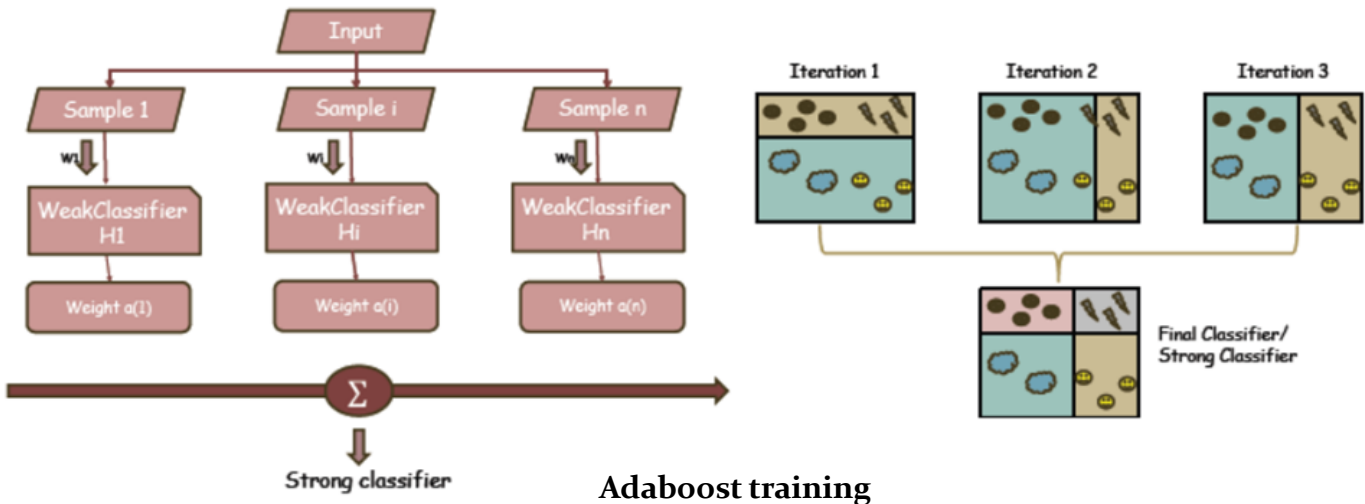 Input
Sample 1
Sample i
Sample n
W1
Wi
Wn
WeakClassifier
H1
WeakClassifier
Hi
WeakClassifier
Hn
Weight a(1)
Weight a(i)
Weight a(n)
Σ
Strong classifier
Iteration 1
Iteration 2
Iteration 3
Final Classifier/
Strong Classifier
Adaboost training